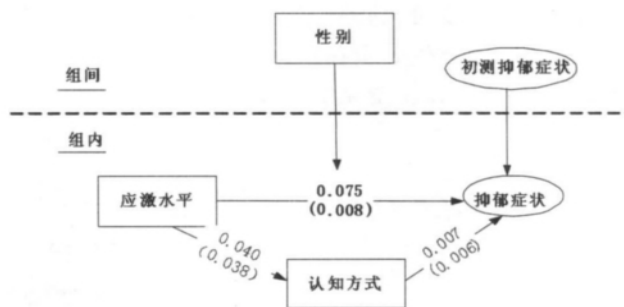 性别
初测抑郁症状
组间
组内
应激水平
0.075
(0.008)
抑郁症状
0.040
(0.038)
0.007
(0.006)
认知方式